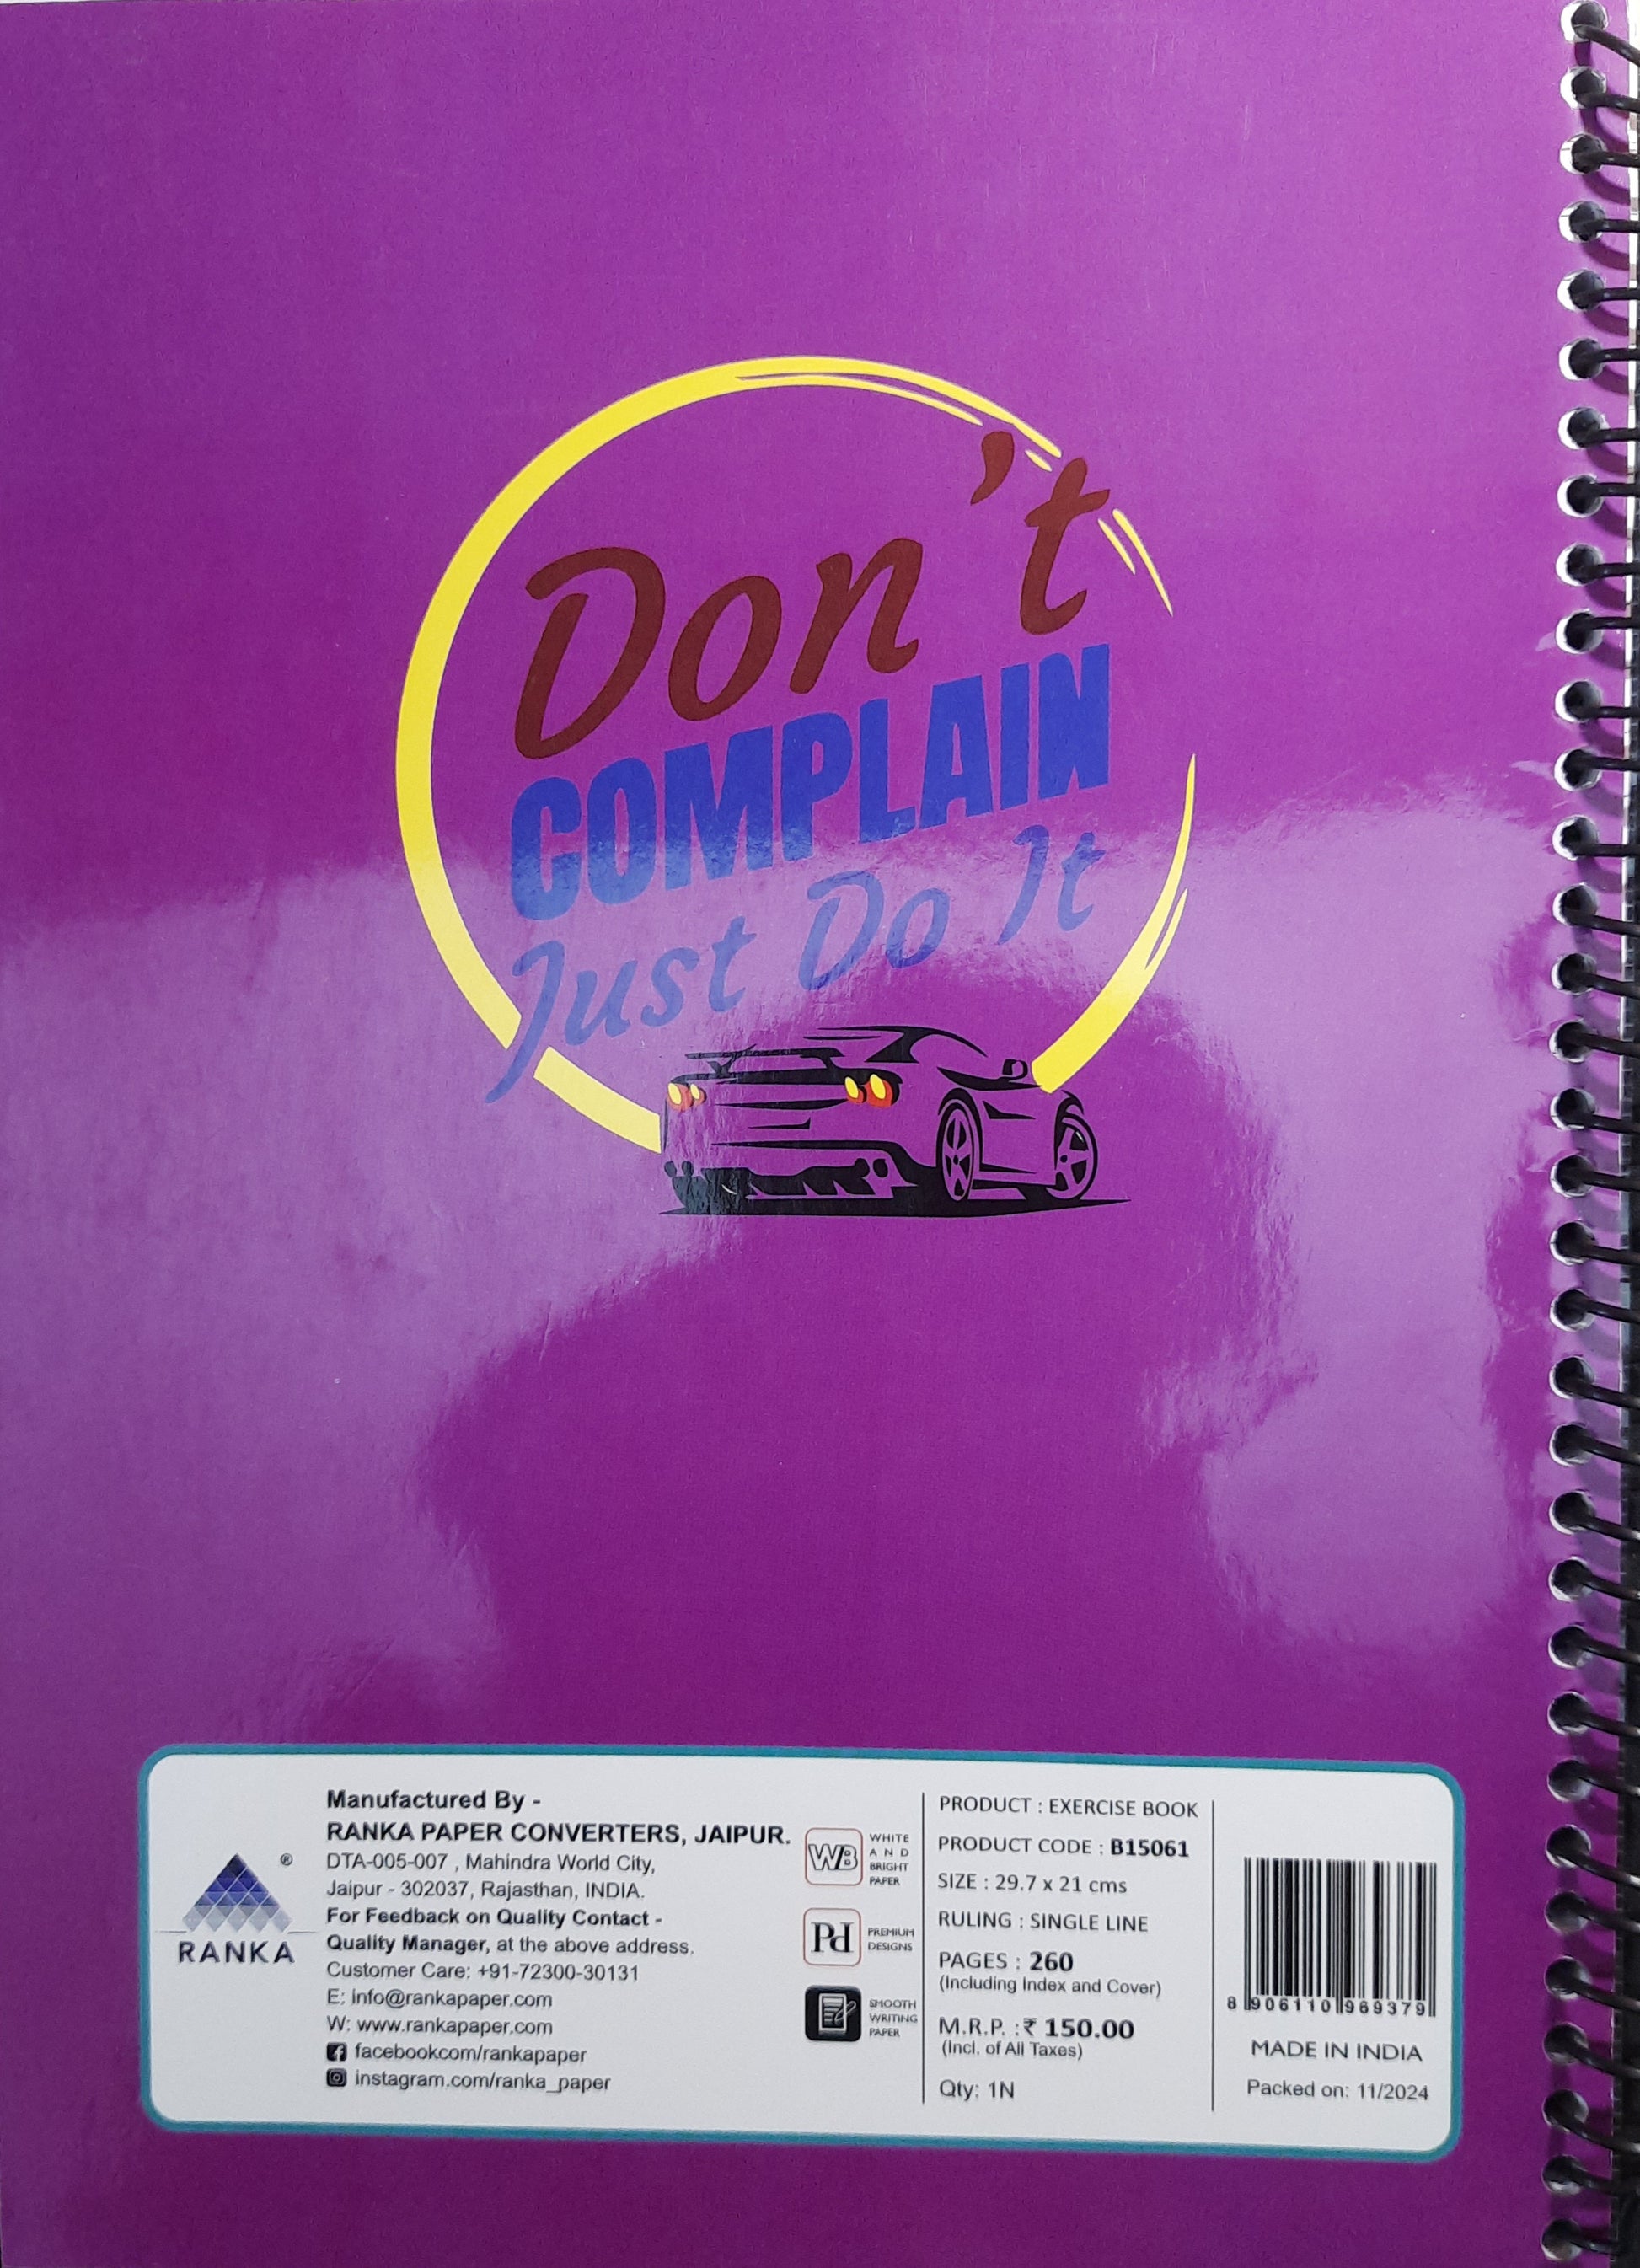 Don't
COMPLAIN
Just Do It
®
RANKA
Manufactured By -
RANKA PAPER CONVERTERS, JAIPUR.
DTA-005-007 , Mahindra World City,
Jaipur - 302037, Rajasthan, INDIA.
For Feedback on Quality Contact -
Quality Manager, at the above address.
Customer Care: +91-72300-30131
E: info@rankapaper.com
W: www.rankapaper.com
facebookcom/rankapaper
instagram.com/ranka_paper
WB
WHITE
AND
BRIGHT
PAPER
Pd
PREMIUM
DESIGNS
SMOOTH
WRITING
PAPER
PRODUCT : EXERCISE BOOK
PRODUCT CODE : B15061
SIZE : 29.7 x 21 cms
RULING : SINGLE LINE
PAGES : 260
(Including Index and Cover)
M.R.P. :₹ 150.00
(Incl. of All Taxes)
Qty: 1N
8 906110 969379
MADE IN INDIA
Packed on: 11/2024